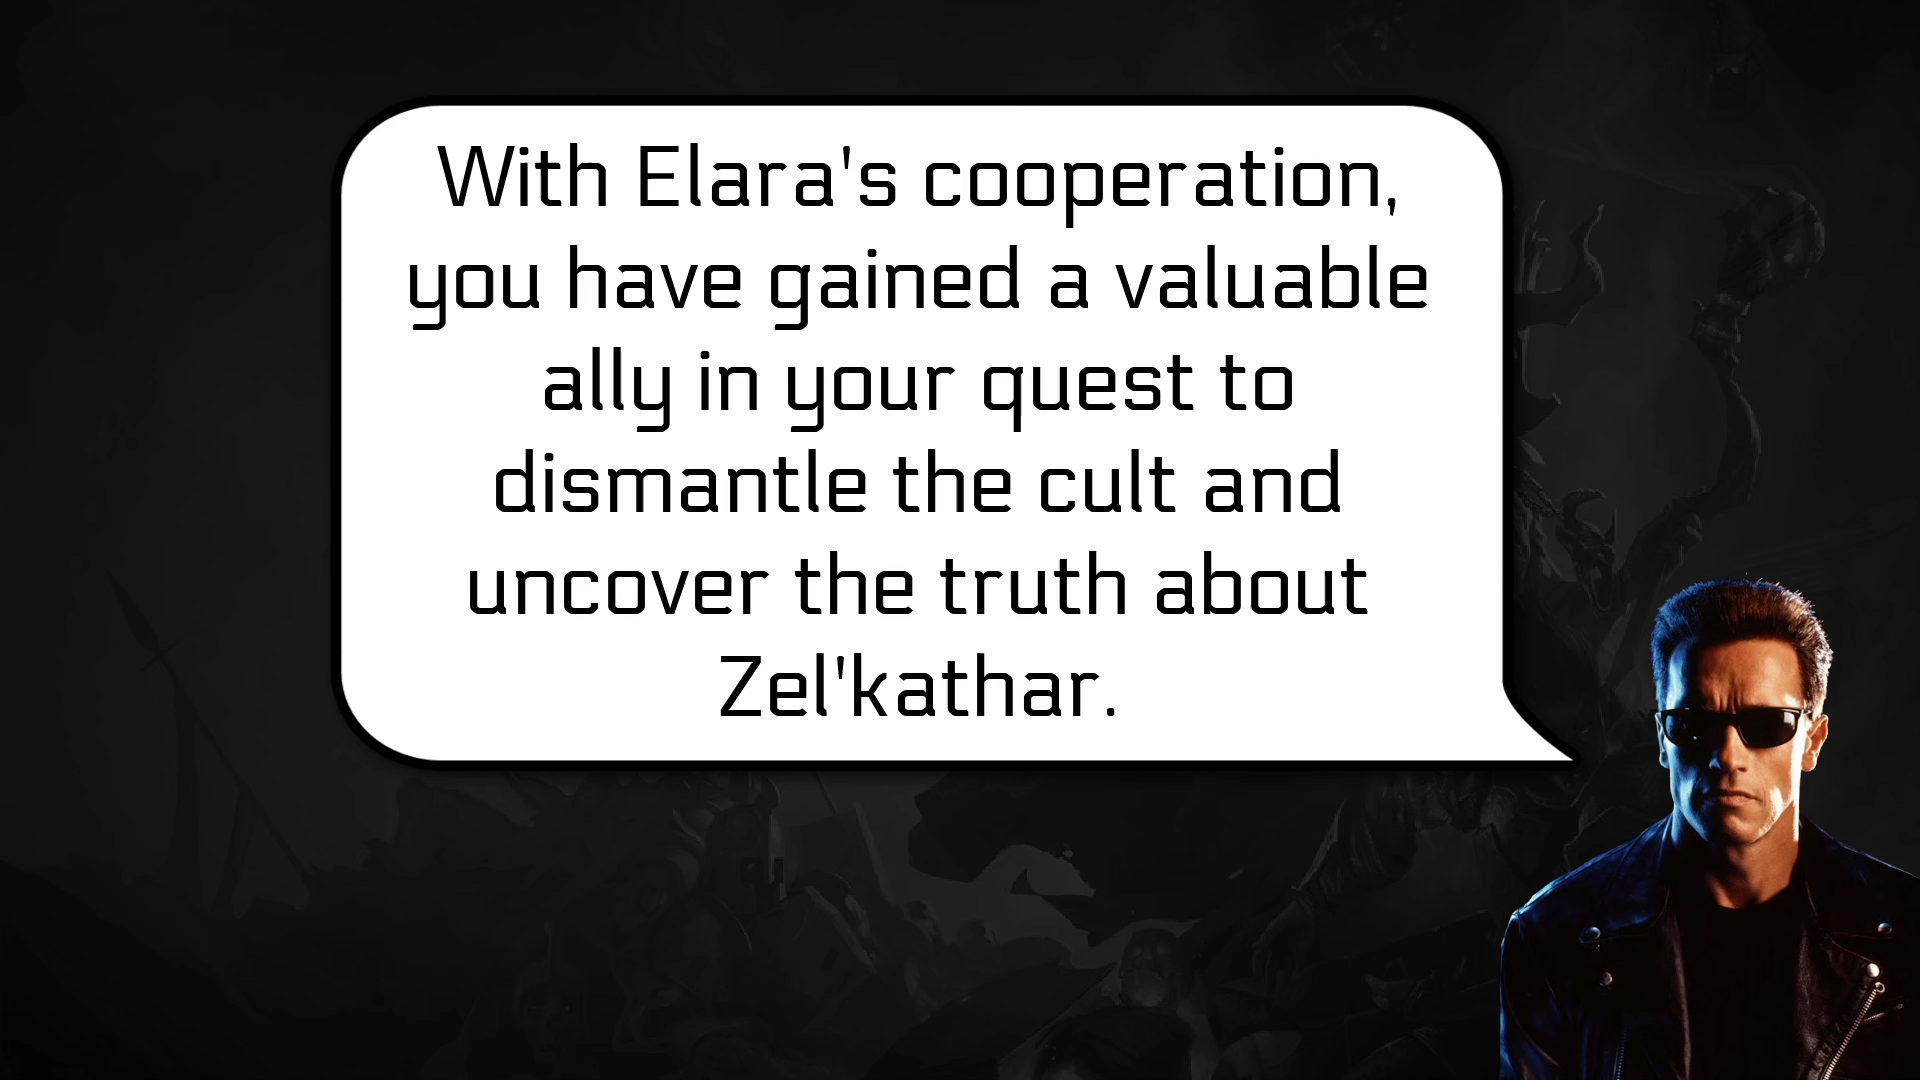 With Elara's cooperation,
you have gained a valuable
ally in your quest to
dismantle the cult and
uncover the truth about
Zel'kathar.